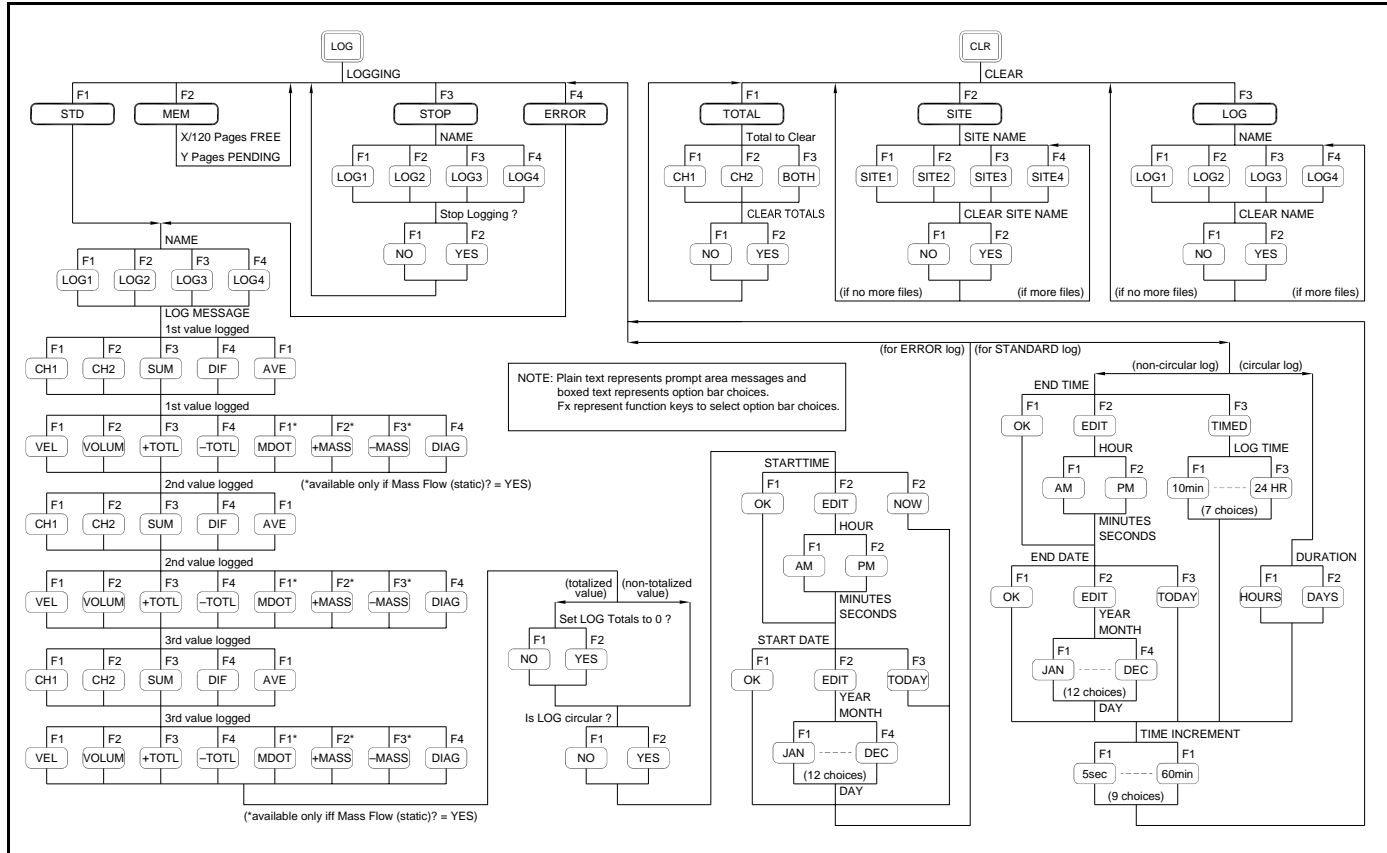 LOG
LOGGING
F1 F2 F3 F4
STD MEM STOP ERROR
X/120 Pages FREE
Y Pages PENDING
NAME
F1 F2 F3 F4
LOG1 LOG2 LOG3 LOG4
Stop Logging ?
F1 F2
NO YES
NAME
F1 F2 F3 F4
LOG1 LOG2 LOG3 LOG4
LOG MESSAGE
1st value logged
F1 F2 F3 F4 F1
CH1 CH2 SUM DIF AVE
1st value logged
F1 F2 F3 F4 F1* F2* F3* F4
VEL VOLUM +TOTL –TOTL MDOT +MASS –MASS DIAG
(*available only if Mass Flow (static)? = YES)
2nd value logged
F1 F2 F3 F4 F1
CH1 CH2 SUM DIF AVE
2nd value logged
F1 F2 F3 F4 F1* F2* F3* F4
VEL VOLUM +TOTL –TOTL MDOT +MASS –MASS DIAG
3rd value logged
F1 F2 F3 F4 F1
CH1 CH2 SUM DIF AVE
3rd value logged
F1 F2 F3 F4 F1* F2* F3* F4
VEL VOLUM +TOTL –TOTL MDOT +MASS –MASS DIAG
(*available only iff Mass Flow (static)? = YES)
CLR
CLEAR
F1 F2 F3
TOTAL SITE LOG
Total to Clear
F1 F2 F3
CH1 CH2 BOTH
CLEAR TOTALS
F1 F2
NO YES
SITE NAME
F1 F2 F3 F4
SITE1 SITE2 SITE3 SITE4
CLEAR SITE NAME
F1 F2
NO YES
(if no more files) (if more files)
NAME
F1 F2 F3 F4
LOG1 LOG2 LOG3 LOG4
CLEAR NAME
F1 F2
NO YES
(if no more files) (if more files)
NOTE: Plain text represents prompt area messages and
boxed text represents option bar choices.
Fx represent function keys to select option bar choices.
(totalized value) (non-totalized value)
Set LOG Totals to 0 ?
F1 F2
NO YES
Is LOG circular ?
F1 F2
NO YES
STARTTIME
F1 F2 F2
OK EDIT NOW
HOUR
F1 F2
AM PM
MINUTES
SECONDS
START DATE
F1 F2 F3
OK EDIT TODAY
YEAR
MONTH
F1 F4
JAN DEC
(12 choices)
DAY
(for ERROR log) (for STANDARD log)
(non-circular log) (circular log)
END TIME
F1 F2 F3
OK EDIT TIMED
HOUR
F1 F2
AM PM
MINUTES
SECONDS
LOG TIME
F1 F3
10min 24 HR
(7 choices)
END DATE
F1 F2 F3
OK EDIT TODAY
YEAR
MONTH
F1 F4
JAN DEC
(12 choices)
DAY
DURATION
F1 F2
HOURS DAYS
TIME INCREMENT
F1 F1
5sec 60min
(9 choices)